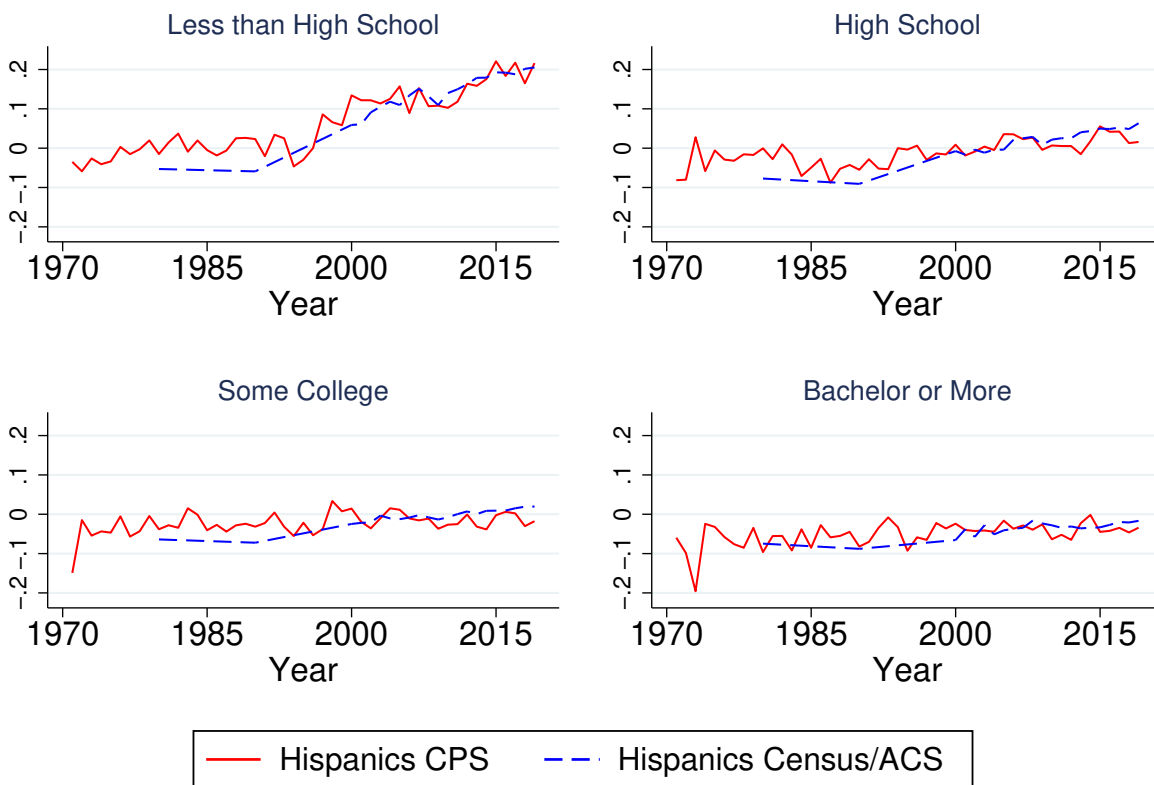 Less than High School
High School
.2
.1
0
-.1
-.2
1970 1985 2000 2015
Year
.2
.1
0
-.1
-.2
1970 1985 2000 2015
Year
Some College
Bachelor or More
.2
.1
0
-.1
-.2
1970 1985 2000 2015
Year
.2
.1
0
-.1
-.2
1970 1985 2000 2015
Year
Hispanics CPS
Hispanics Census/ACS